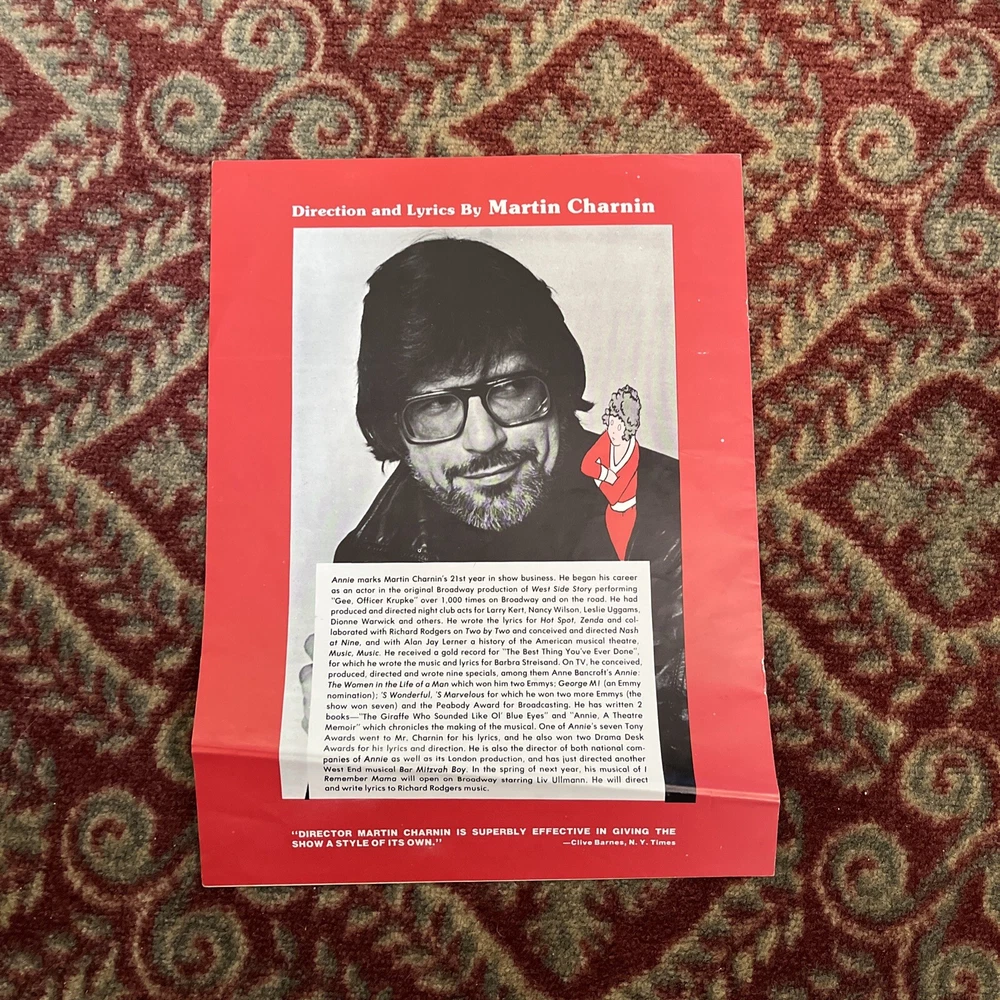 Direction and Lyrics By Martin Charnin
Annie marks Martin Charnin's 21st year in show business. He began his career
as an actor in the original Broadway production of West Side Story performing
"Gee, Officer Krupke" over 1,000 times on Broadway and on the road. He had
produced and directed night club acts for Larry Kert, Nancy Wilson, Leslie Uggams,
Dionne Warwick and others. He wrote the lyrics for Hot Spot, Zenda and col-
laborated with Richard Rodgers on Two by Two and conceived and directed Nash
at Nine, and with Alan Jay Lerner a history of the American musical theatre,
Music, Music. He received a gold record for "The Best Thing You've Ever Done",
for which he wrote the music and lyrics for Barbra Streisand. On TV, he conceived,
produced, directed and wrote nine specials, among them Anne Bancroft's Annie:
The Women in the Life of a Man which won him two Emmys; George M! (an Emmy
nomination); 'S Wonderful, 'S Marvelous for which he won two more Emmys (the
show won seven) and the Peabody Award for Broadcasting. He has written 2
books—"The Giraffe Who Sounded Like Ol' Blue Eyes" and "Annie, A Theatre
Memoir" which chronicles the making of the musical. One of Annie's seven Tony
Awards went to Mr. Charnin for his lyrics, and he also won two Drama Desk
Awards for his lyrics and direction. He is also the director of both national com-
panies of Annie as well as its London production, and has just directed another
West End musical Bar Mitzvah Boy. In the spring of next year, his musical of I
Remember Mama will open on Broadway starring Liv Ullmann. He will direct
and write lyrics to Richard Rodgers music.
"DIRECTOR MARTIN CHARNIN IS SUPERBLY EFFECTIVE IN GIVING THE
SHOW A STYLE OF ITS OWN."
—Clive Barnes, N. Y. Times